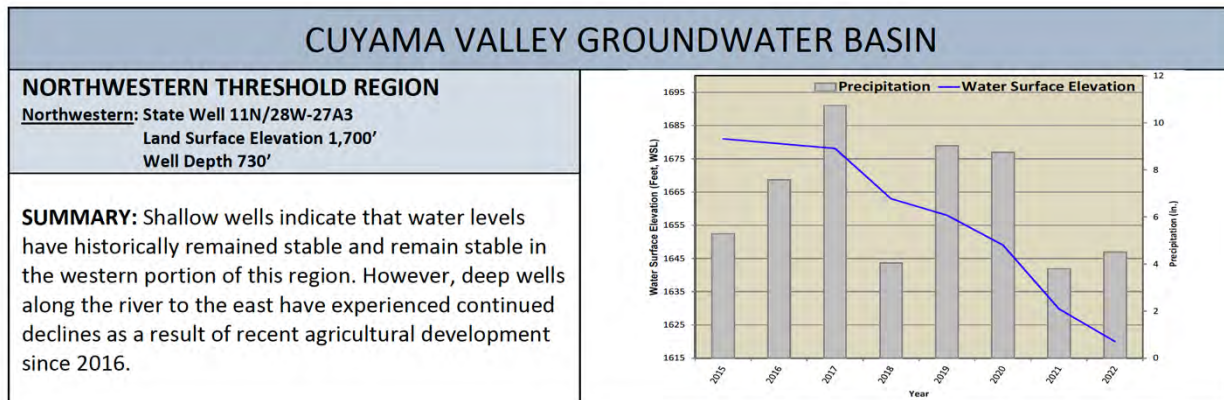 CUYAMA VALLEY GROUNDWATER BASIN
NORTHWESTERN THRESHOLD REGION
Northwestern: State Well 11N/28W-27A3
Land Surface Elevation 1,700’
Well Depth 730’
SUMMARY: Shallow wells indicate that water levels
have historically remained stable and remain stable in
the western portion of this region. However, deep wells
along the river to the east have experienced continued
declines as a result of recent agricultural development
since 2016.
Precipitation
Water Surface Elevation
Water Surface Elevation (Feet, WSL)
1695
1685
1675
1665
1655
1645
1635
1625
1615
12
10
8
6
4
2
0
Precipitation (in.)
2015
2016
2017
2018
2019
2020
2021
2022
Year